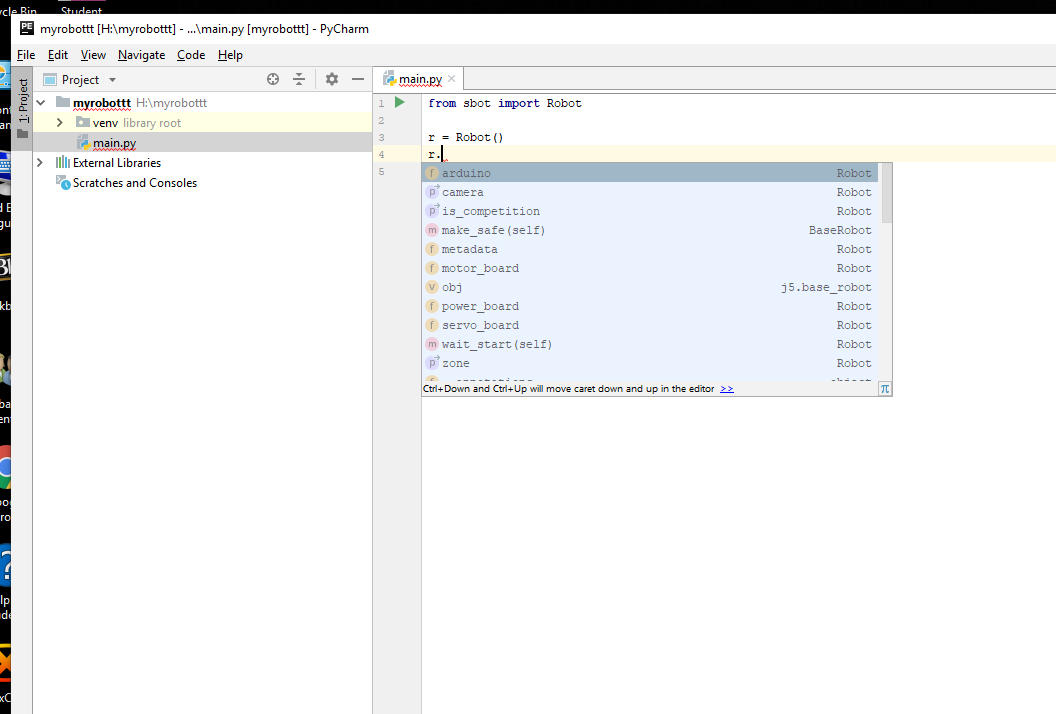 cle Bin
Student
PE
myrobottt [H:\myrobottt] - ...\main.py [myrobottt] - PyCharm
File Edit View Navigate Code Help
1: Project
Project
main.py
myrobottt H:\myrobottt
venv library root
main.py
External Libraries
Scratches and Consoles
1 from sbot import Robot
2
3 r = Robot()
4 r.
5
f arduino Robot
p camera Robot
p is_competition Robot
m make_safe(self) BaseRobot
f metadata Robot
f motor_board Robot
v obj j5.base_robot
f power_board Robot
f servo_board Robot
m wait_start(self) Robot
p zone Robot
Ctrl+Down and Ctrl+Up will move caret down and up in the editor >>
π